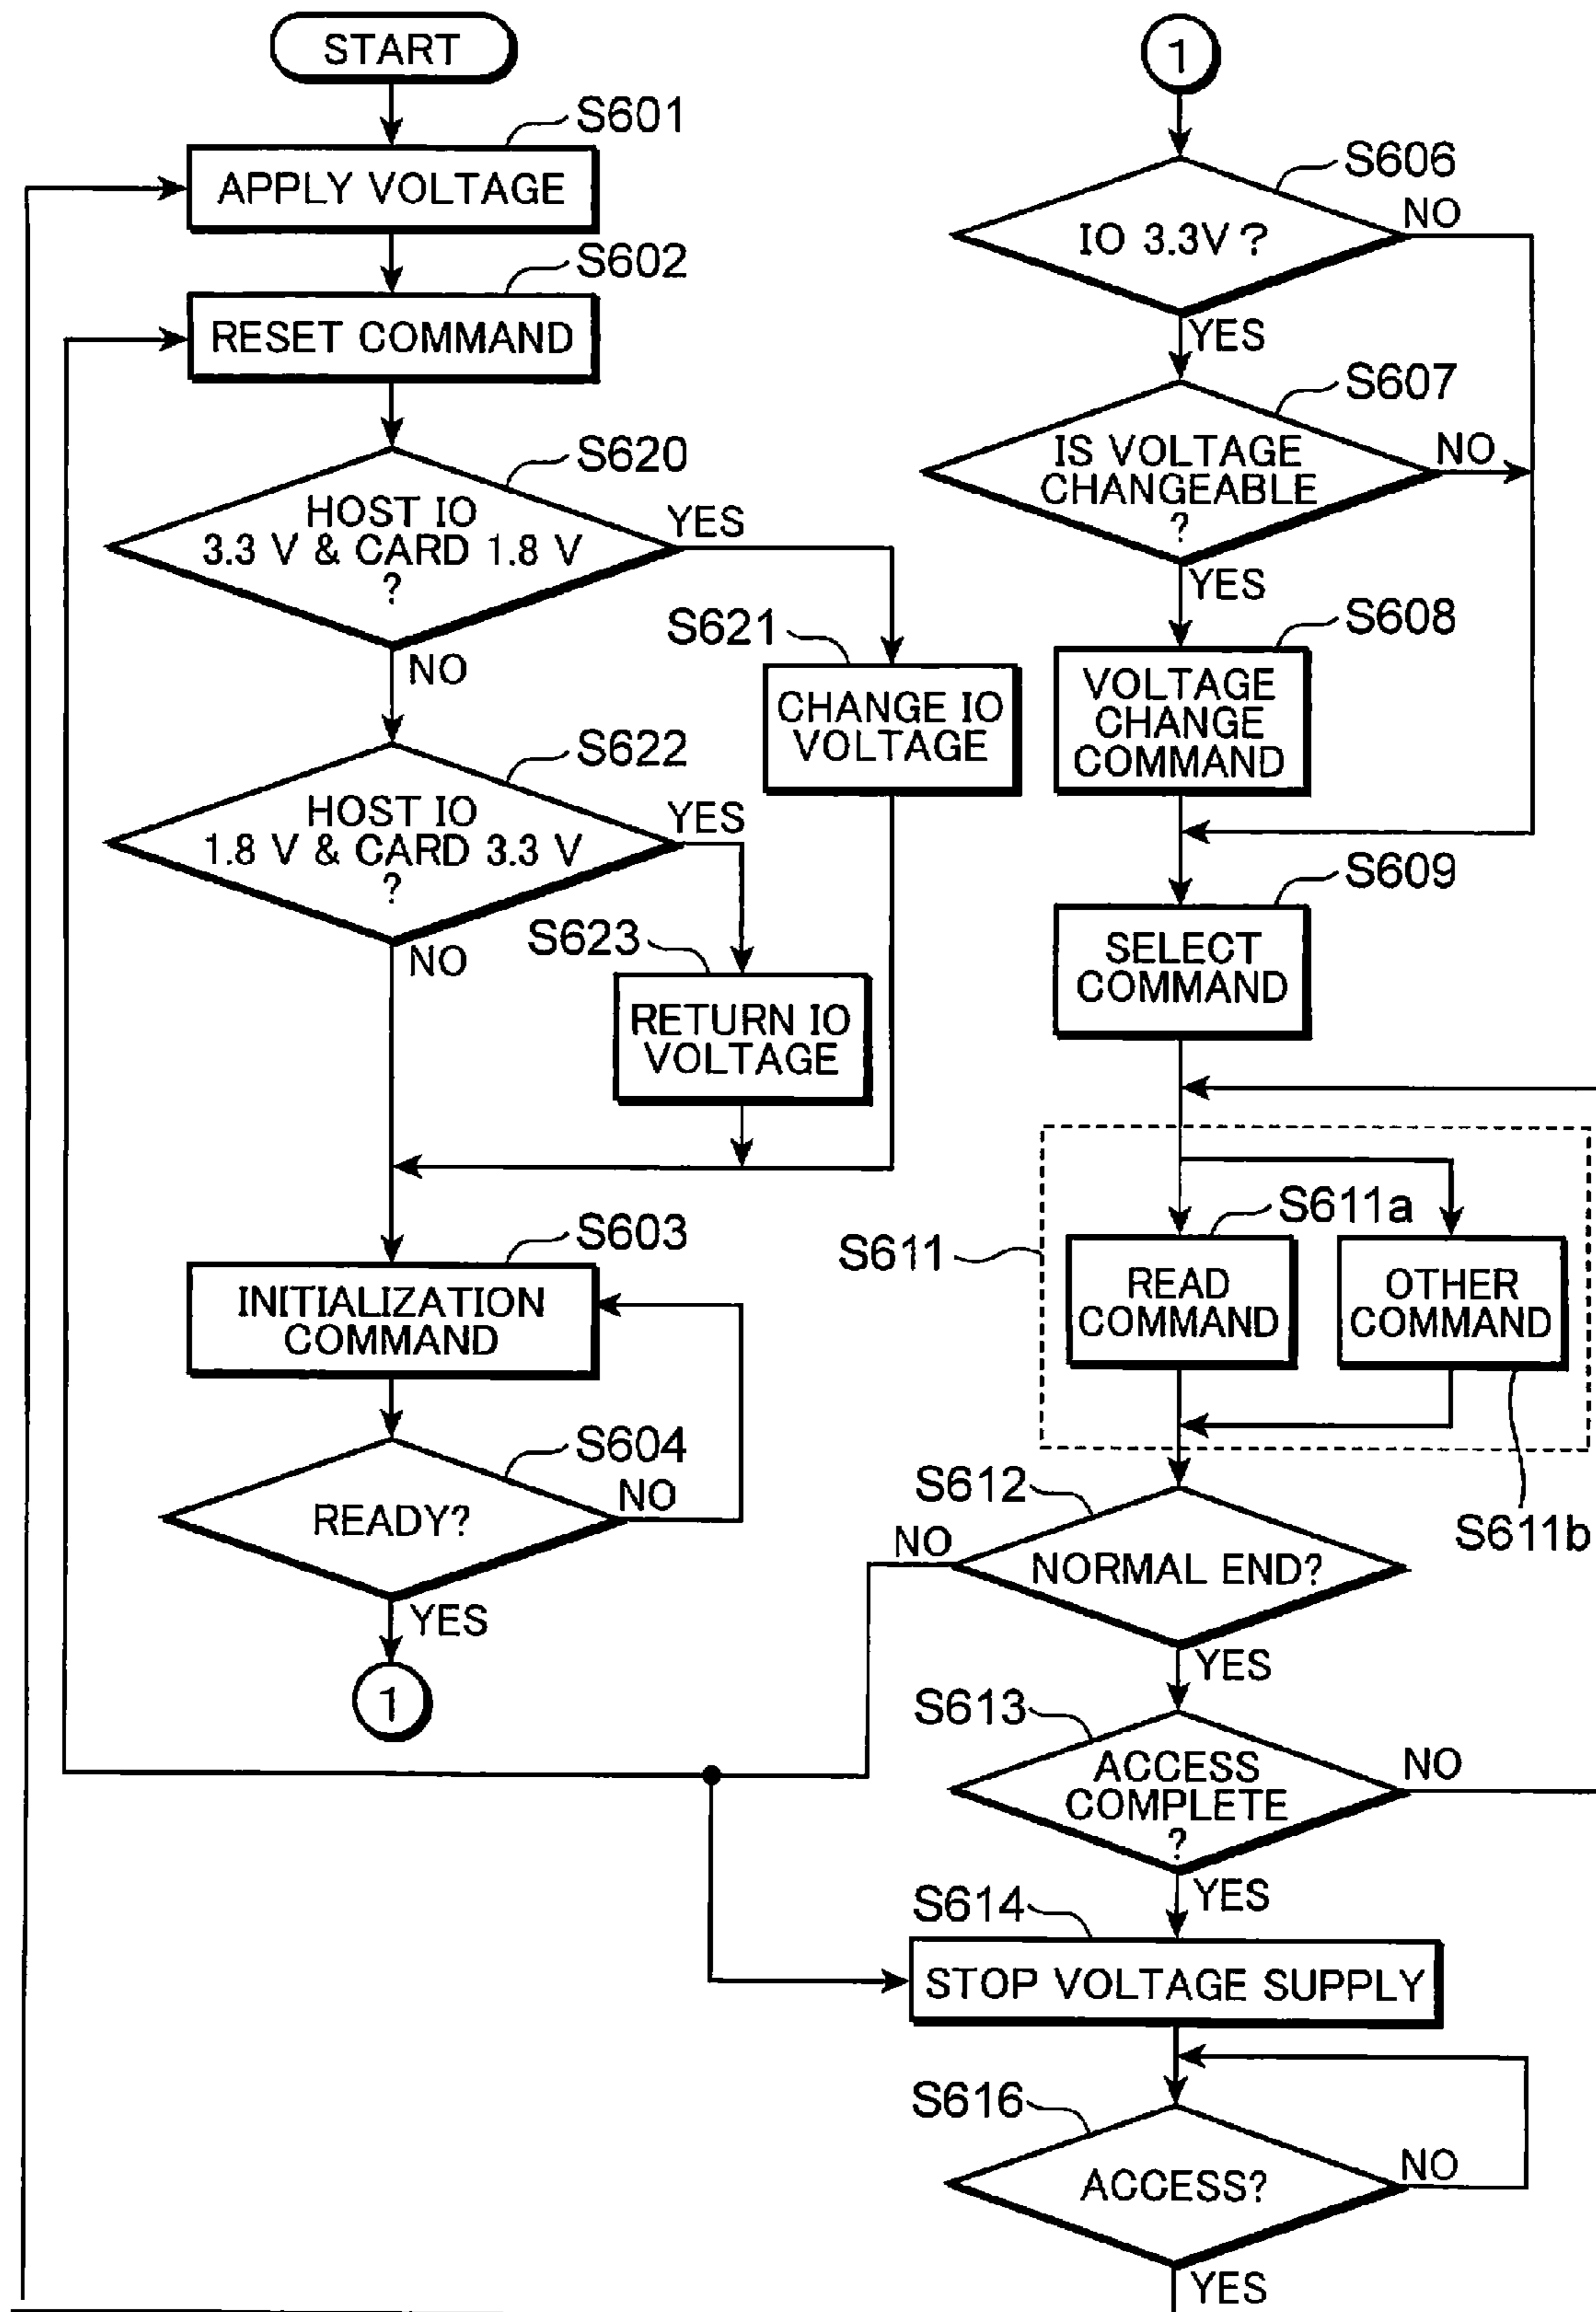 START
S601
APPLY VOLTAGE
S602
RESET COMMAND
S620
HOST IO
3.3 V & CARD 1.8 V
?
YES
NO
S621
CHANGE IO
VOLTAGE
S622
HOST IO
1.8 V & CARD 3.3 V
?
YES
NO
S623
RETURN IO
VOLTAGE
S603
INITIALIZATION
COMMAND
S604
READY?
NO
YES
1
1
S606
IO 3.3V?
NO
YES
S607
IS VOLTAGE
CHANGEABLE
?
NO
YES
S608
VOLTAGE
CHANGE
COMMAND
S609
SELECT
COMMAND
S611
S611a
READ
COMMAND
OTHER
COMMAND
S611b
S612
NO
NORMAL END?
YES
S613
ACCESS
COMPLETE
?
NO
YES
S614
STOP VOLTAGE SUPPLY
S616
ACCESS?
NO
YES